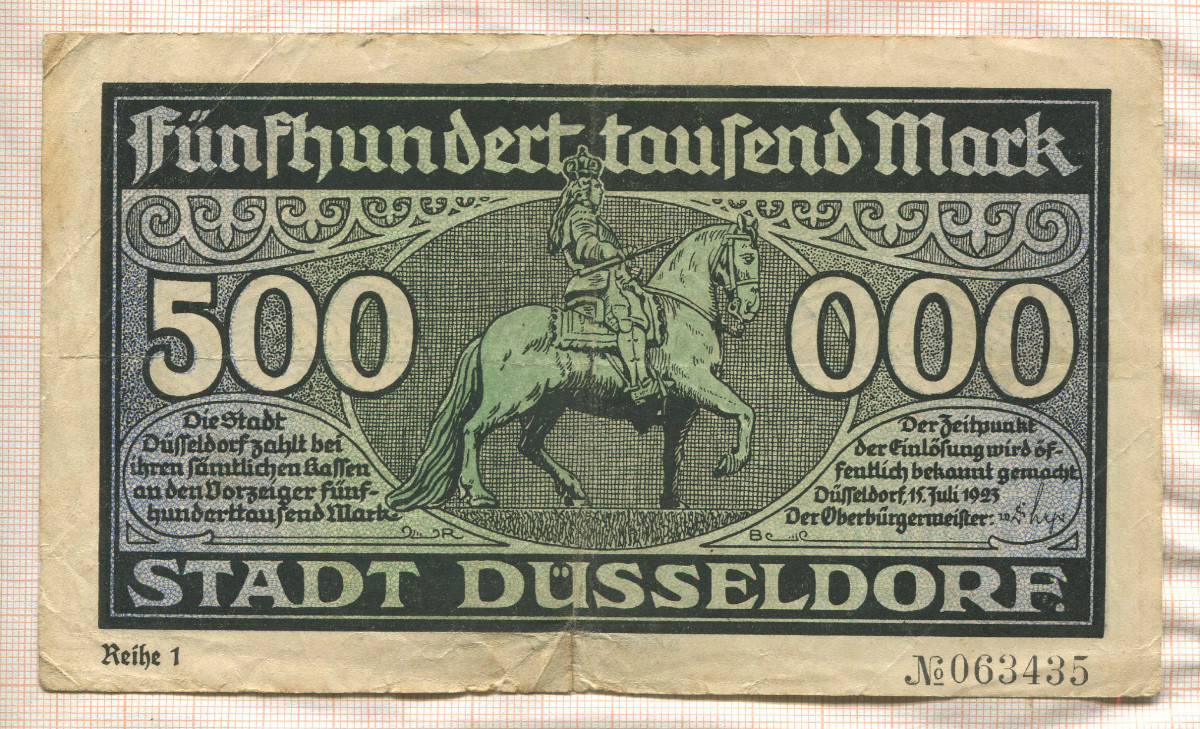 Fünfhundert tausend Mark
500 000
Die Stadt
Düsseldorf zahlt bei
ihren sämtlichen Kassen
an den Vorzeiger fünf-
hunderttausend Mark
Der Zeitpunkt
der Einlösung wird öf-
fentlich bekannt gemacht
Düsseldorf, 15. Juli 1923
Der Oberbürgermeister:
STADT DÜSSELDORF
Reihe 1
№063435